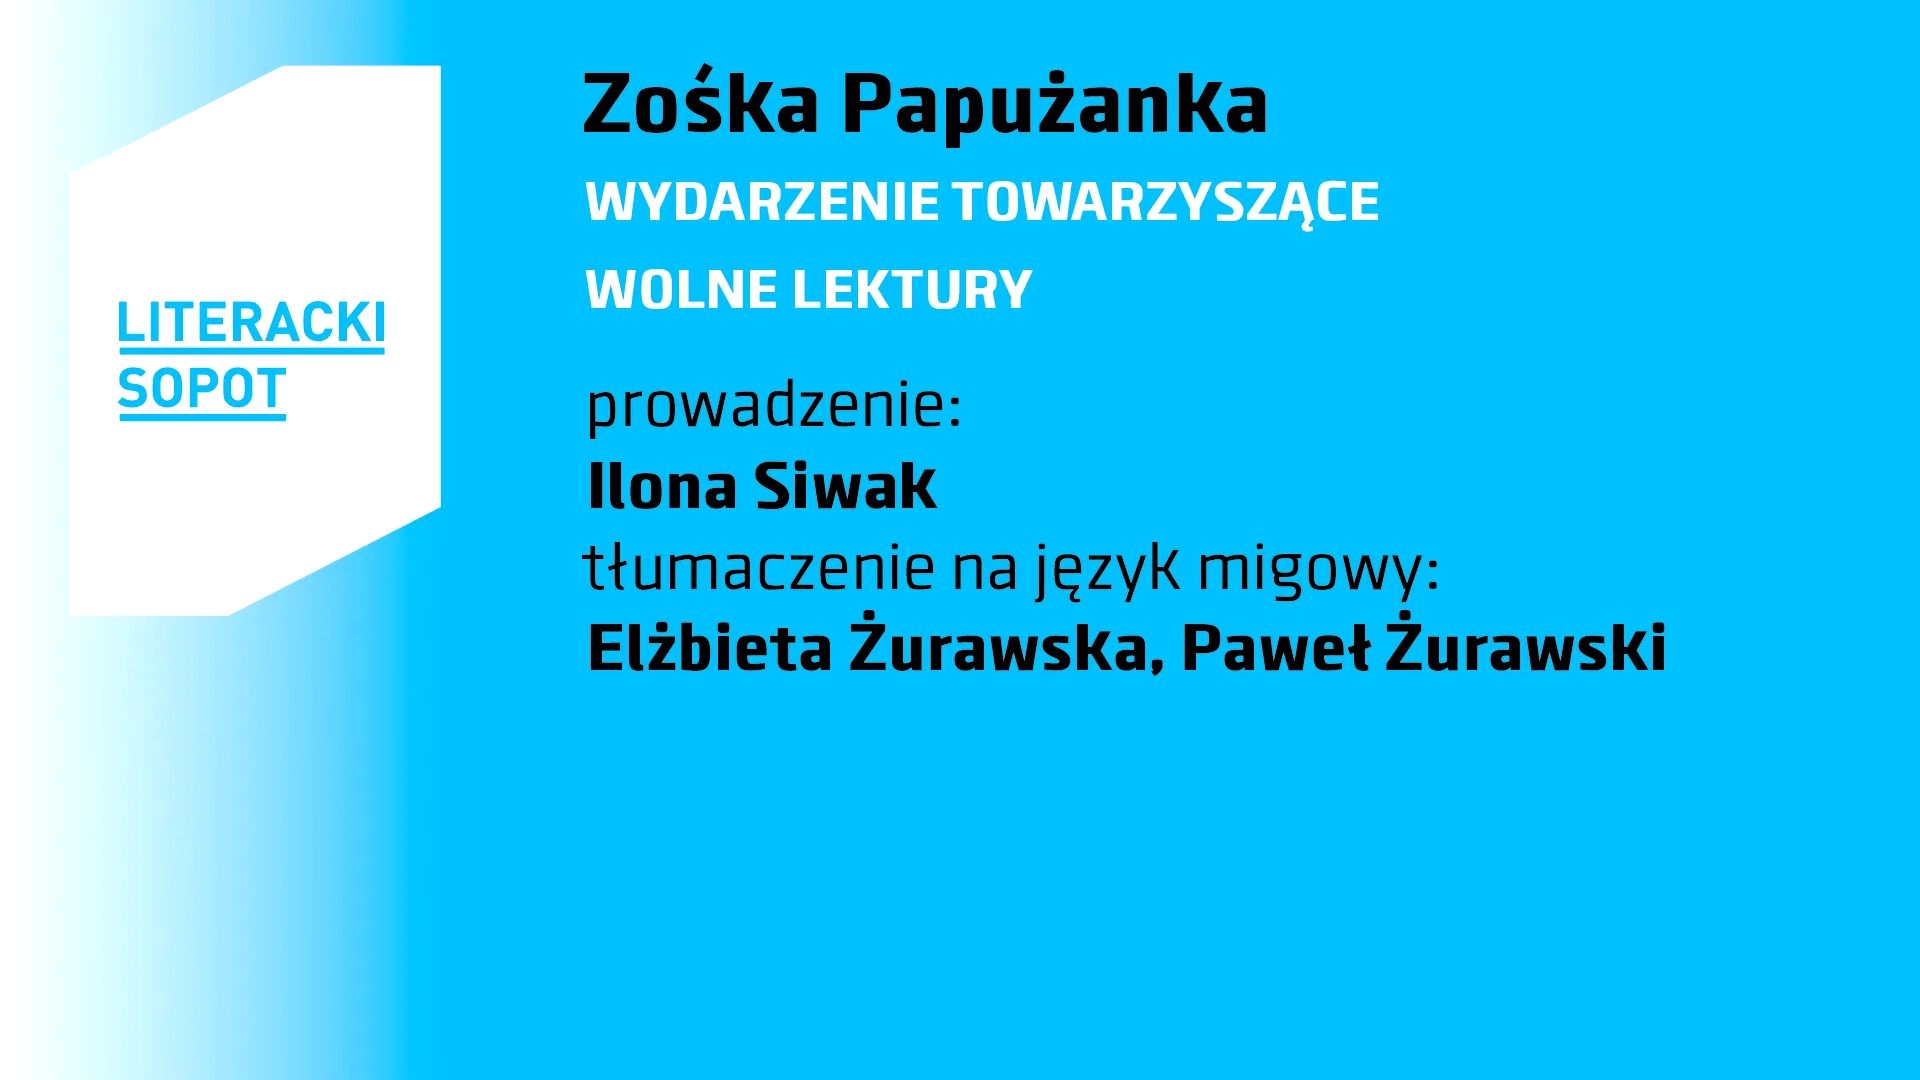 LITERACKI
SOPOT
Zośka Papużanka
WYDARZENIE TOWARZYSZĄCE
WOLNE LEKTURY
prowadzenie:
Ilona Siwak
tłumaczenie na język migowy:
Elżbieta Żurawska, Paweł Żurawski